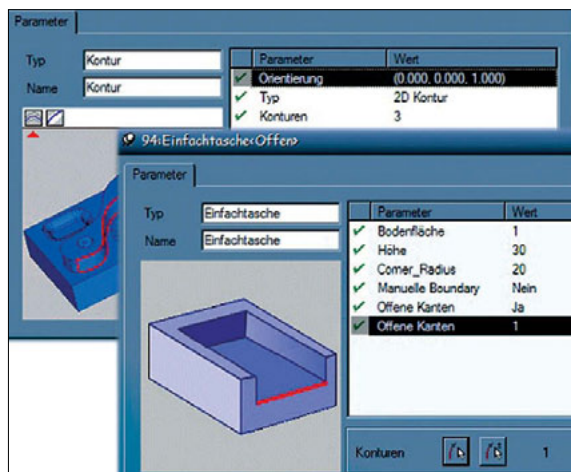 Parameter
Typ Kontur
Name Kontur
Parameter Wert
Orientierung (0.000, 0.000, 1.000)
Typ 2D Kontur
Konturen 3
94:Einfachtasche<Offen>
Parameter
Typ Einfachtasche
Name Einfachtasche
Parameter Wert
Bodenfläche 1
Höhe 30
Corner_Radius 20
Manuelle Boundary Nein
Offene Kanten Ja
Offene Kanten 1
Konturen 1